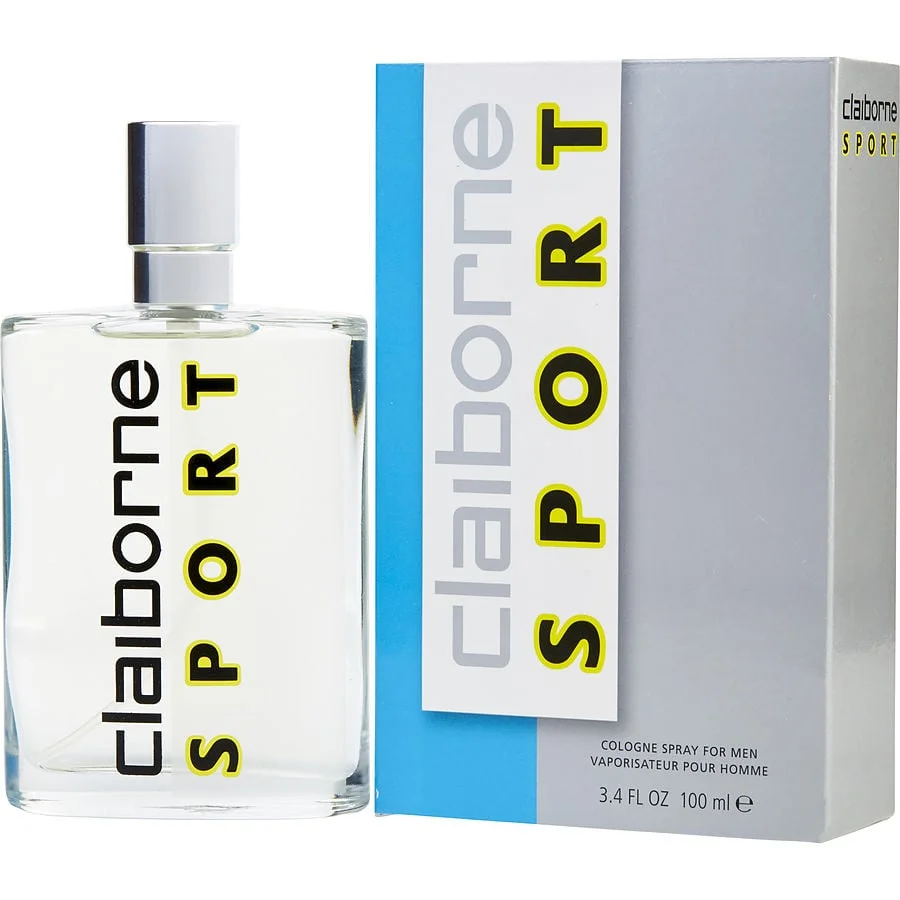 claiborne
SPORT
claiborne
SPORT
COLOGNE SPRAY FOR MEN
VAPORISATEUR POUR HOMME
3.4 FL OZ 100 ml ℮
claiborne
SPORT